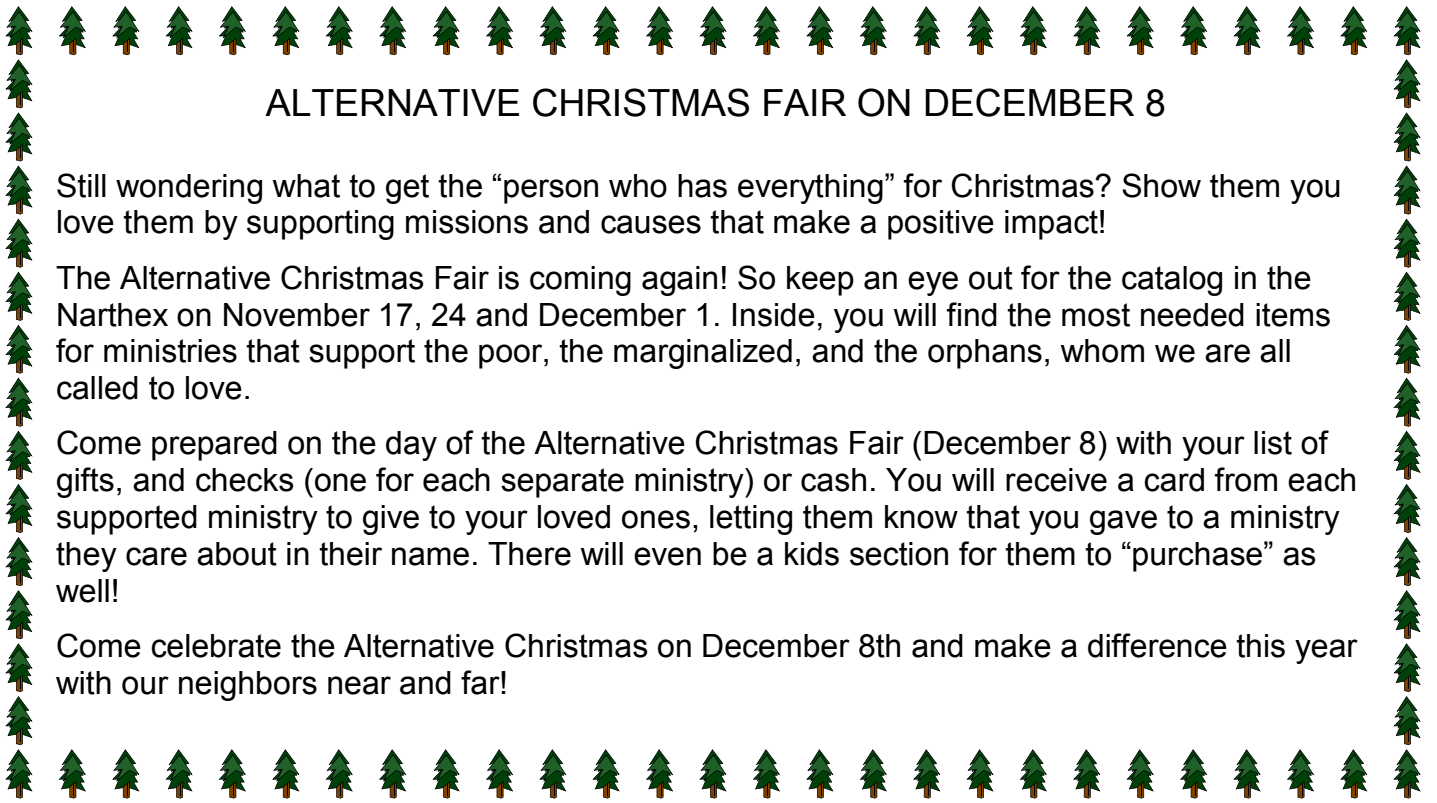 ALTERNATIVE CHRISTMAS FAIR ON DECEMBER 8
Still wondering what to get the “person who has everything” for Christmas? Show them you
love them by supporting missions and causes that make a positive impact!
The Alternative Christmas Fair is coming again! So keep an eye out for the catalog in the
Narthex on November 17, 24 and December 1. Inside, you will find the most needed items
for ministries that support the poor, the marginalized, and the orphans, whom we are all
called to love.
Come prepared on the day of the Alternative Christmas Fair (December 8) with your list of
gifts, and checks (one for each separate ministry) or cash. You will receive a card from each
supported ministry to give to your loved ones, letting them know that you gave to a ministry
they care about in their name. There will even be a kids section for them to “purchase” as
well!
Come celebrate the Alternative Christmas on December 8th and make a difference this year
with our neighbors near and far!